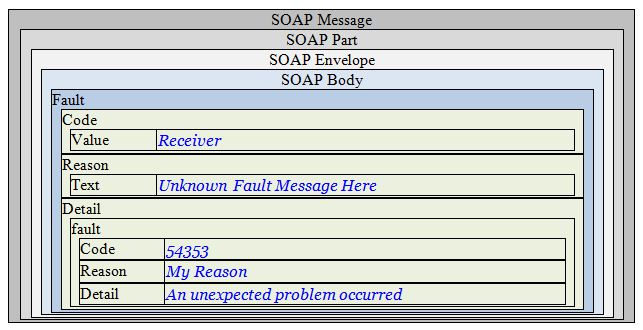 SOAP Message
SOAP Part
SOAP Envelope
SOAP Body
Fault
Code
Value Receiver
Reason
Text Unknown Fault Message Here
Detail
fault
Code 54353
Reason My Reason
Detail An unexpected problem occurred